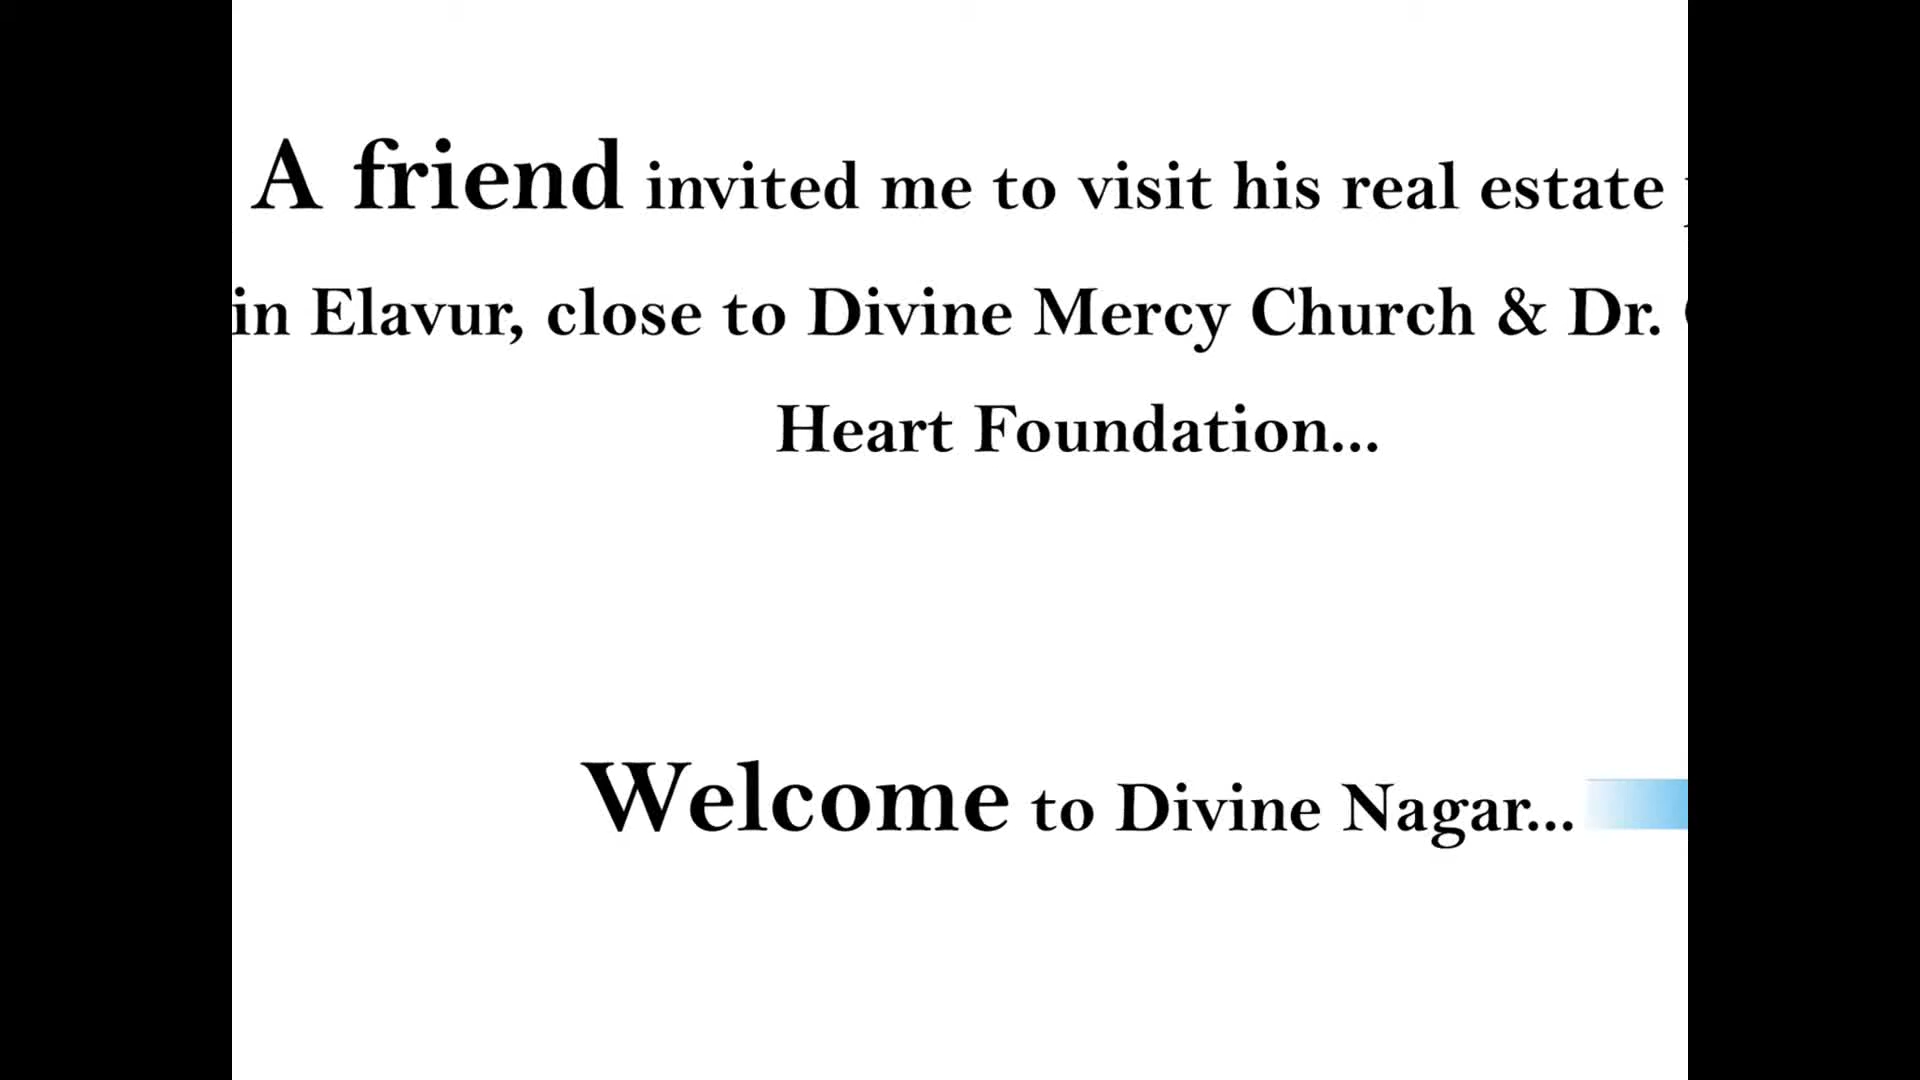 A friend invited me to visit his real estate
in Elavur, close to Divine Mercy Church & Dr.
Heart Foundation...
Welcome to Divine Nagar...